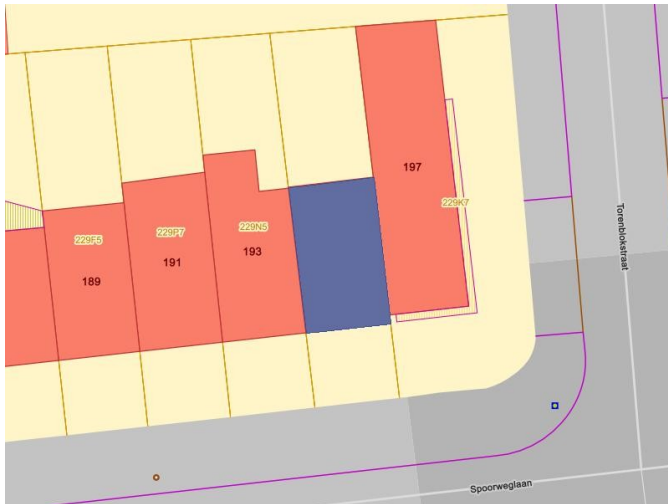 197
229K7
229N5
193
229P7
191
229F5
189
Torenblokstraat
Spoorweglaan